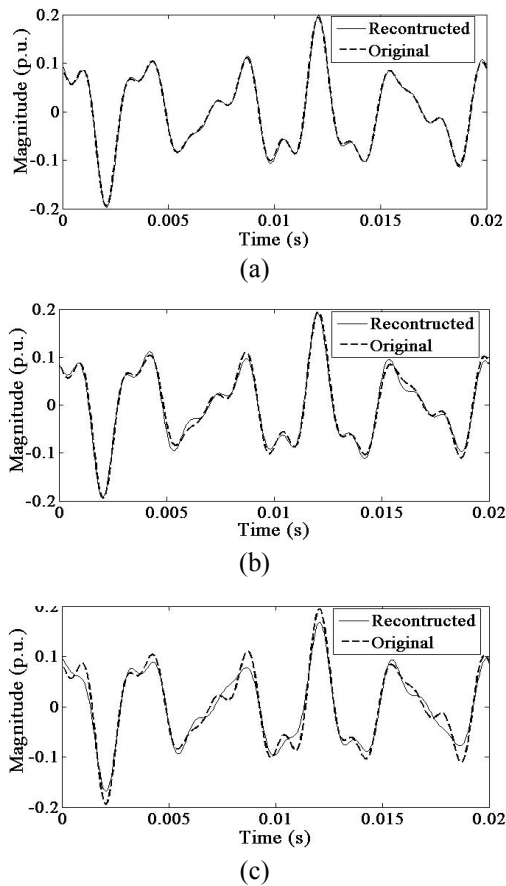 0.2
Recontructed
Original
0.1
0
-0.1
-0.2
Magnitude (p.u.)
0 0.005 0.01 0.015 0.02
Time (s)
(a)
0.2
Recontructed
Original
0.1
0
-0.1
-0.2
Magnitude (p.u.)
0 0.005 0.01 0.015 0.02
Time (s)
(b)
0.2
Recontructed
Original
0.1
0
-0.1
-0.2
Magnitude (p.u.)
0 0.005 0.01 0.015 0.02
Time (s)
(c)